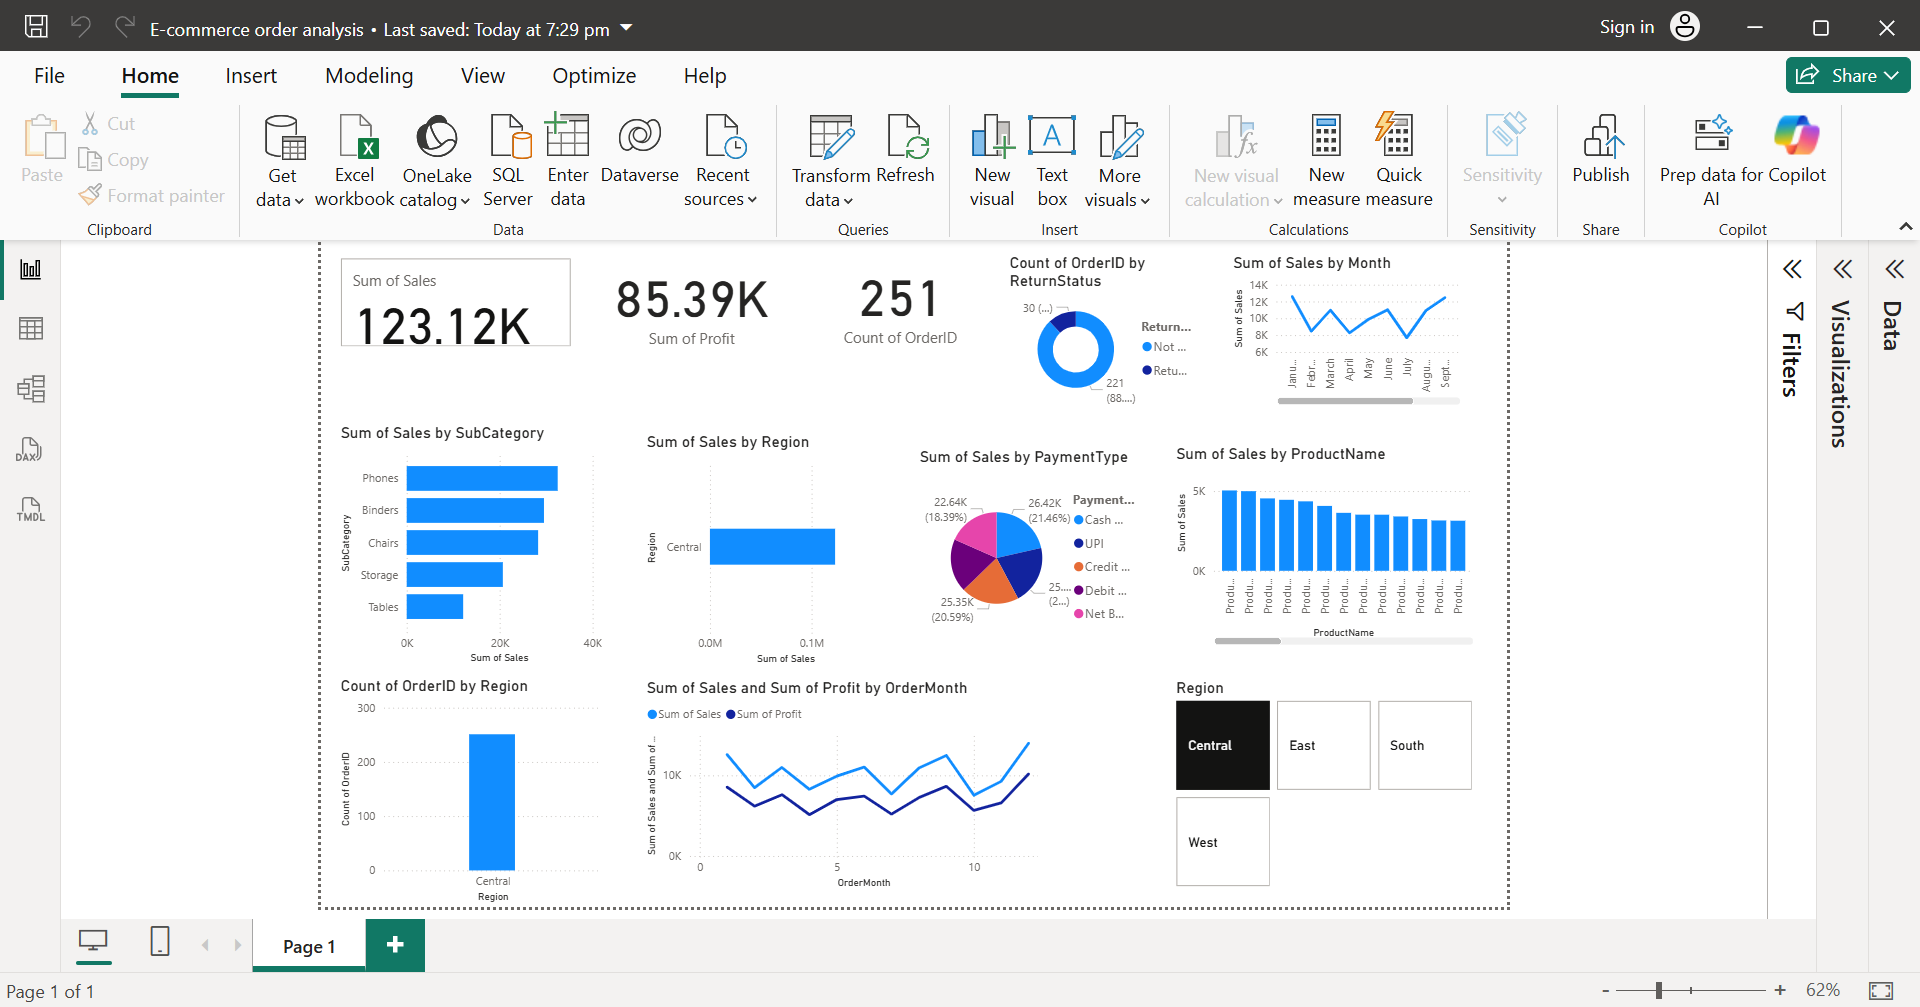 E-commerce order analysis • Last saved: Today at 7:29 pm
Sign in
File Home Insert Modeling View Optimize Help
Share
Paste
Cut
Copy
Format painter
Clipboard
Get data
Excel workbook
OneLake catalog
SQL Server
Enter data
Dataverse
Recent sources
Data
Transform data
Refresh
Queries
New visual
Text box
More visuals
Insert
New visual calculation
New measure
Quick measure
Calculations
Sensitivity
Sensitivity
Publish
Share
Prep data for AI
Copilot
Copilot
DAX
TMDL
Sum of Sales
123.12K
85.39K
Sum of Profit
251
Count of OrderID
Count of OrderID by
ReturnStatus
30 (...)
221
(88....)
Return...
Not ...
Retu...
Sum of Sales by Month
Sum of Sales
14K
12K
10K
8K
6K
Janu...
Febr...
March
April
May
June
July
Augu...
Sept...
Sum of Sales by SubCategory
SubCategory
Phones
Binders
Chairs
Storage
Tables
0K 20K 40K
Sum of Sales
Sum of Sales by Region
Region
Central
0.0M 0.1M
Sum of Sales
Sum of Sales by PaymentType
22.64K
(18.39%)
26.42K
(21.46%)
25....
(2...)
25.35K
(20.59%)
Payment...
Cash ...
UPI
Credit ...
Debit ...
Net B...
Sum of Sales by ProductName
Sum of Sales
5K
0K
Produ...
Produ...
Produ...
Produ...
Produ...
Produ...
Produ...
Produ...
Produ...
Produ...
Produ...
Produ...
Produ...
ProductName
Count of OrderID by Region
Count of OrderID
300
200
100
0
Central
Region
Sum of Sales and Sum of Profit by OrderMonth
Sum of Sales Sum of Profit
Sum of Sales and Sum of ...
10K
0K
0 5 10
OrderMonth
Region
Central
East
South
West
Filters
Visualizations
Data
Page 1
Page 1 of 1
62%